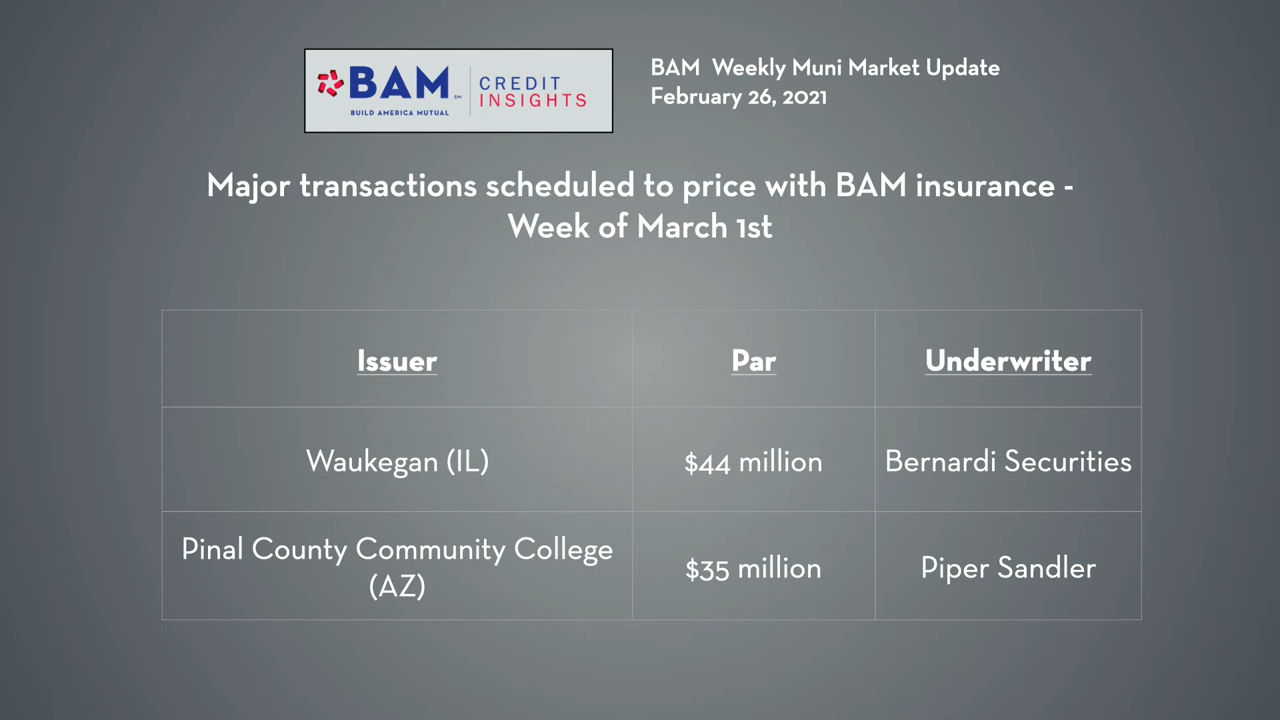 BAM SM
BUILD AMERICA MUTUAL
CREDIT
INSIGHTS
BAM Weekly Muni Market Update
February 26, 2021
Major transactions scheduled to price with BAM insurance -
Week of March 1st
Issuer Par Underwriter
Waukegan (IL) $44 million Bernardi Securities
Pinal County Community College
(AZ) $35 million Piper Sandler